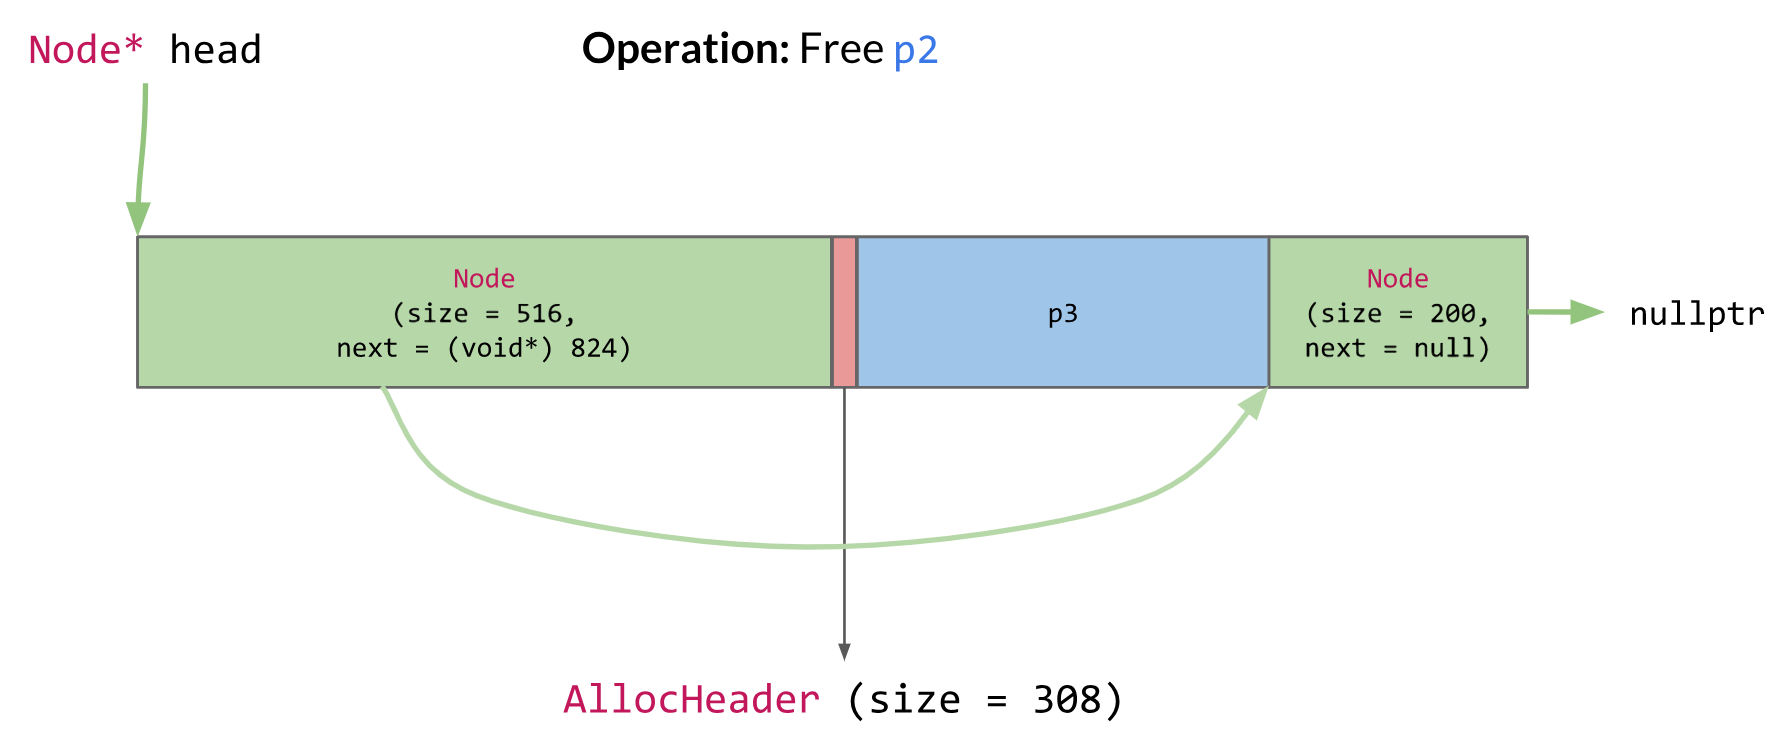 Node* head
Operation: Free p2
Node
(size = 516,
next = (void*) 824)
p3
Node
(size = 200,
next = null)
nullptr
AllocHeader (size = 308)